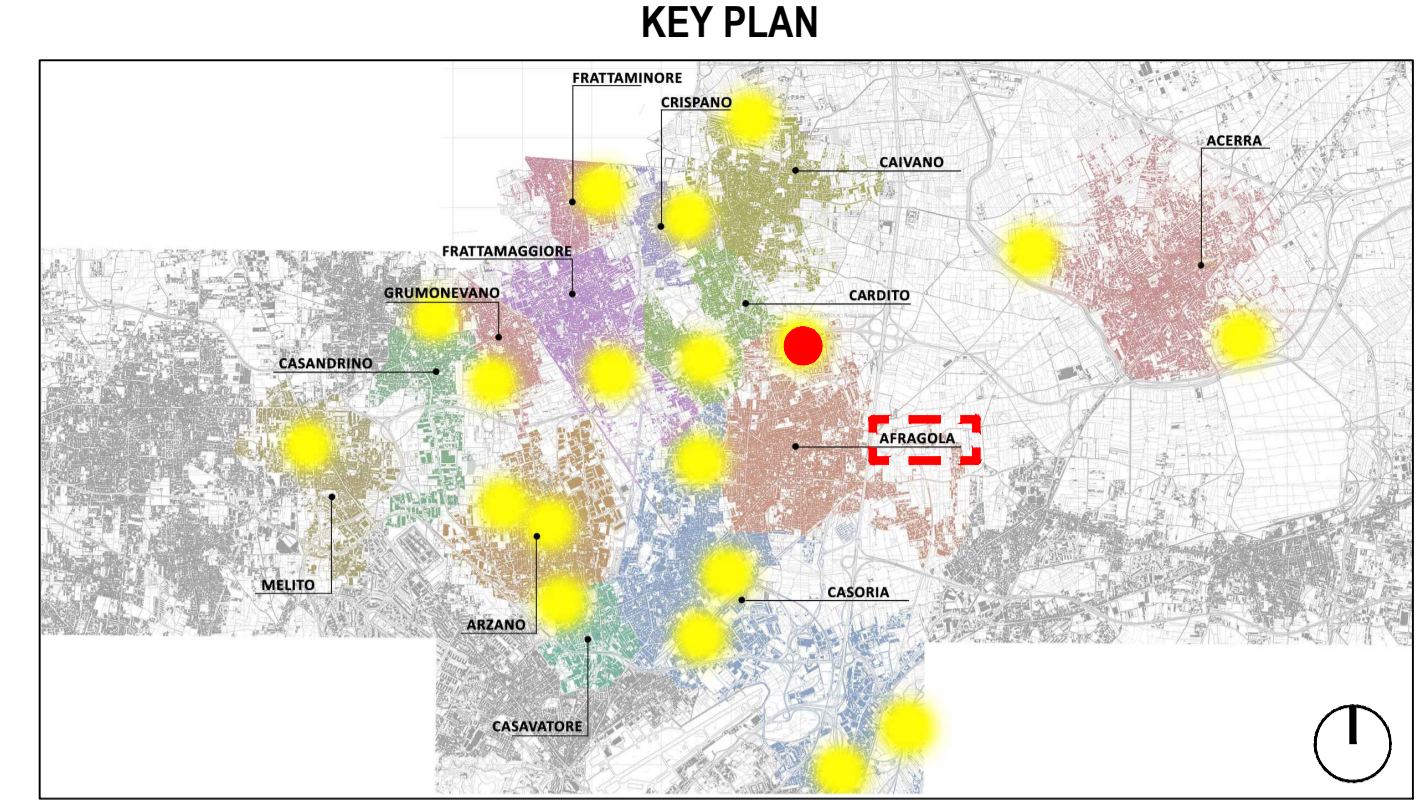 KEY PLAN
FRATTAMINORE
CRISPANO
ACERRA
CAIVANO
FRATTAMAGGIORE
GRUMONEVANO
CARDITO
CASANDRINO
AFRAGOLA
MELITO
CASORIA
ARZANO
CASAVATORE